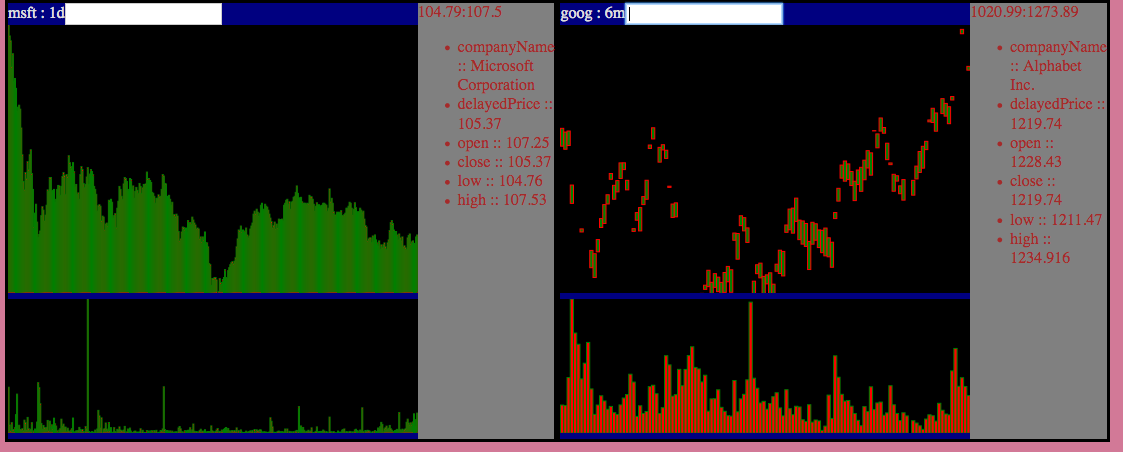 msft : 1d
104.79:107.5
• companyName
:: Microsoft
Corporation
• delayedPrice ::
105.37
• open :: 107.25
• close :: 105.37
• low :: 104.76
• high :: 107.53
goog : 6m
1020.99:1273.89
• companyName
:: Alphabet
Inc.
• delayedPrice ::
1219.74
• open ::
1228.43
• close ::
1219.74
• low :: 1211.47
• high ::
1234.916